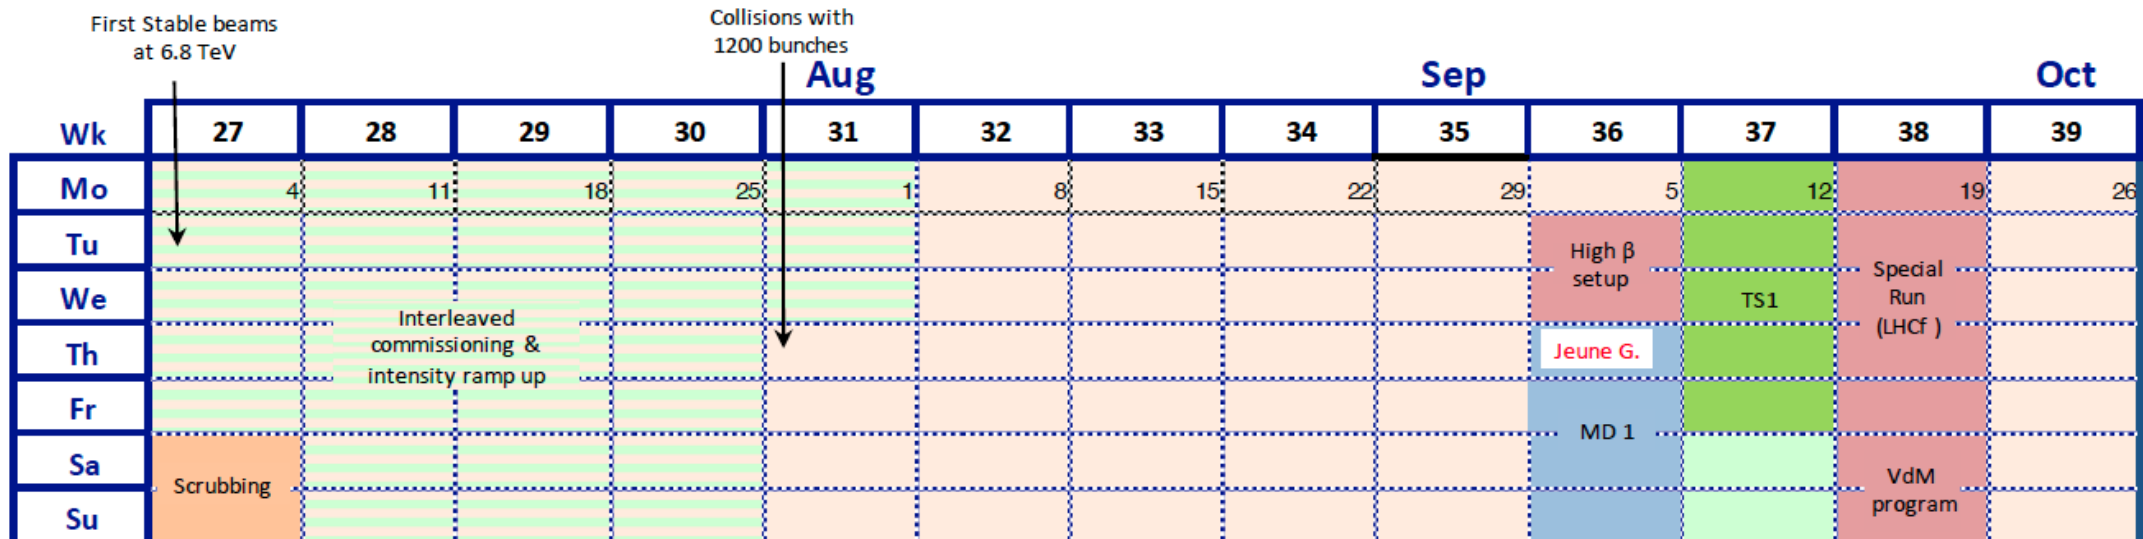 First Stable beams
at 6.8 TeV
Collisions with
1200 bunches
Aug
Sep
Oct
Wk 27 28 29 30 31 32 33 34 35 36 37 38 39
Mo 4 11 18 25 1 8 15 22 29 5 12 19 26
Tu
We
Th
Fr
Sa
Su
Interleaved
commissioning &
intensity ramp up
Scrubbing
High β
setup
Jeune G.
MD 1
TS1
Special
Run
(LHCf )
VdM
program